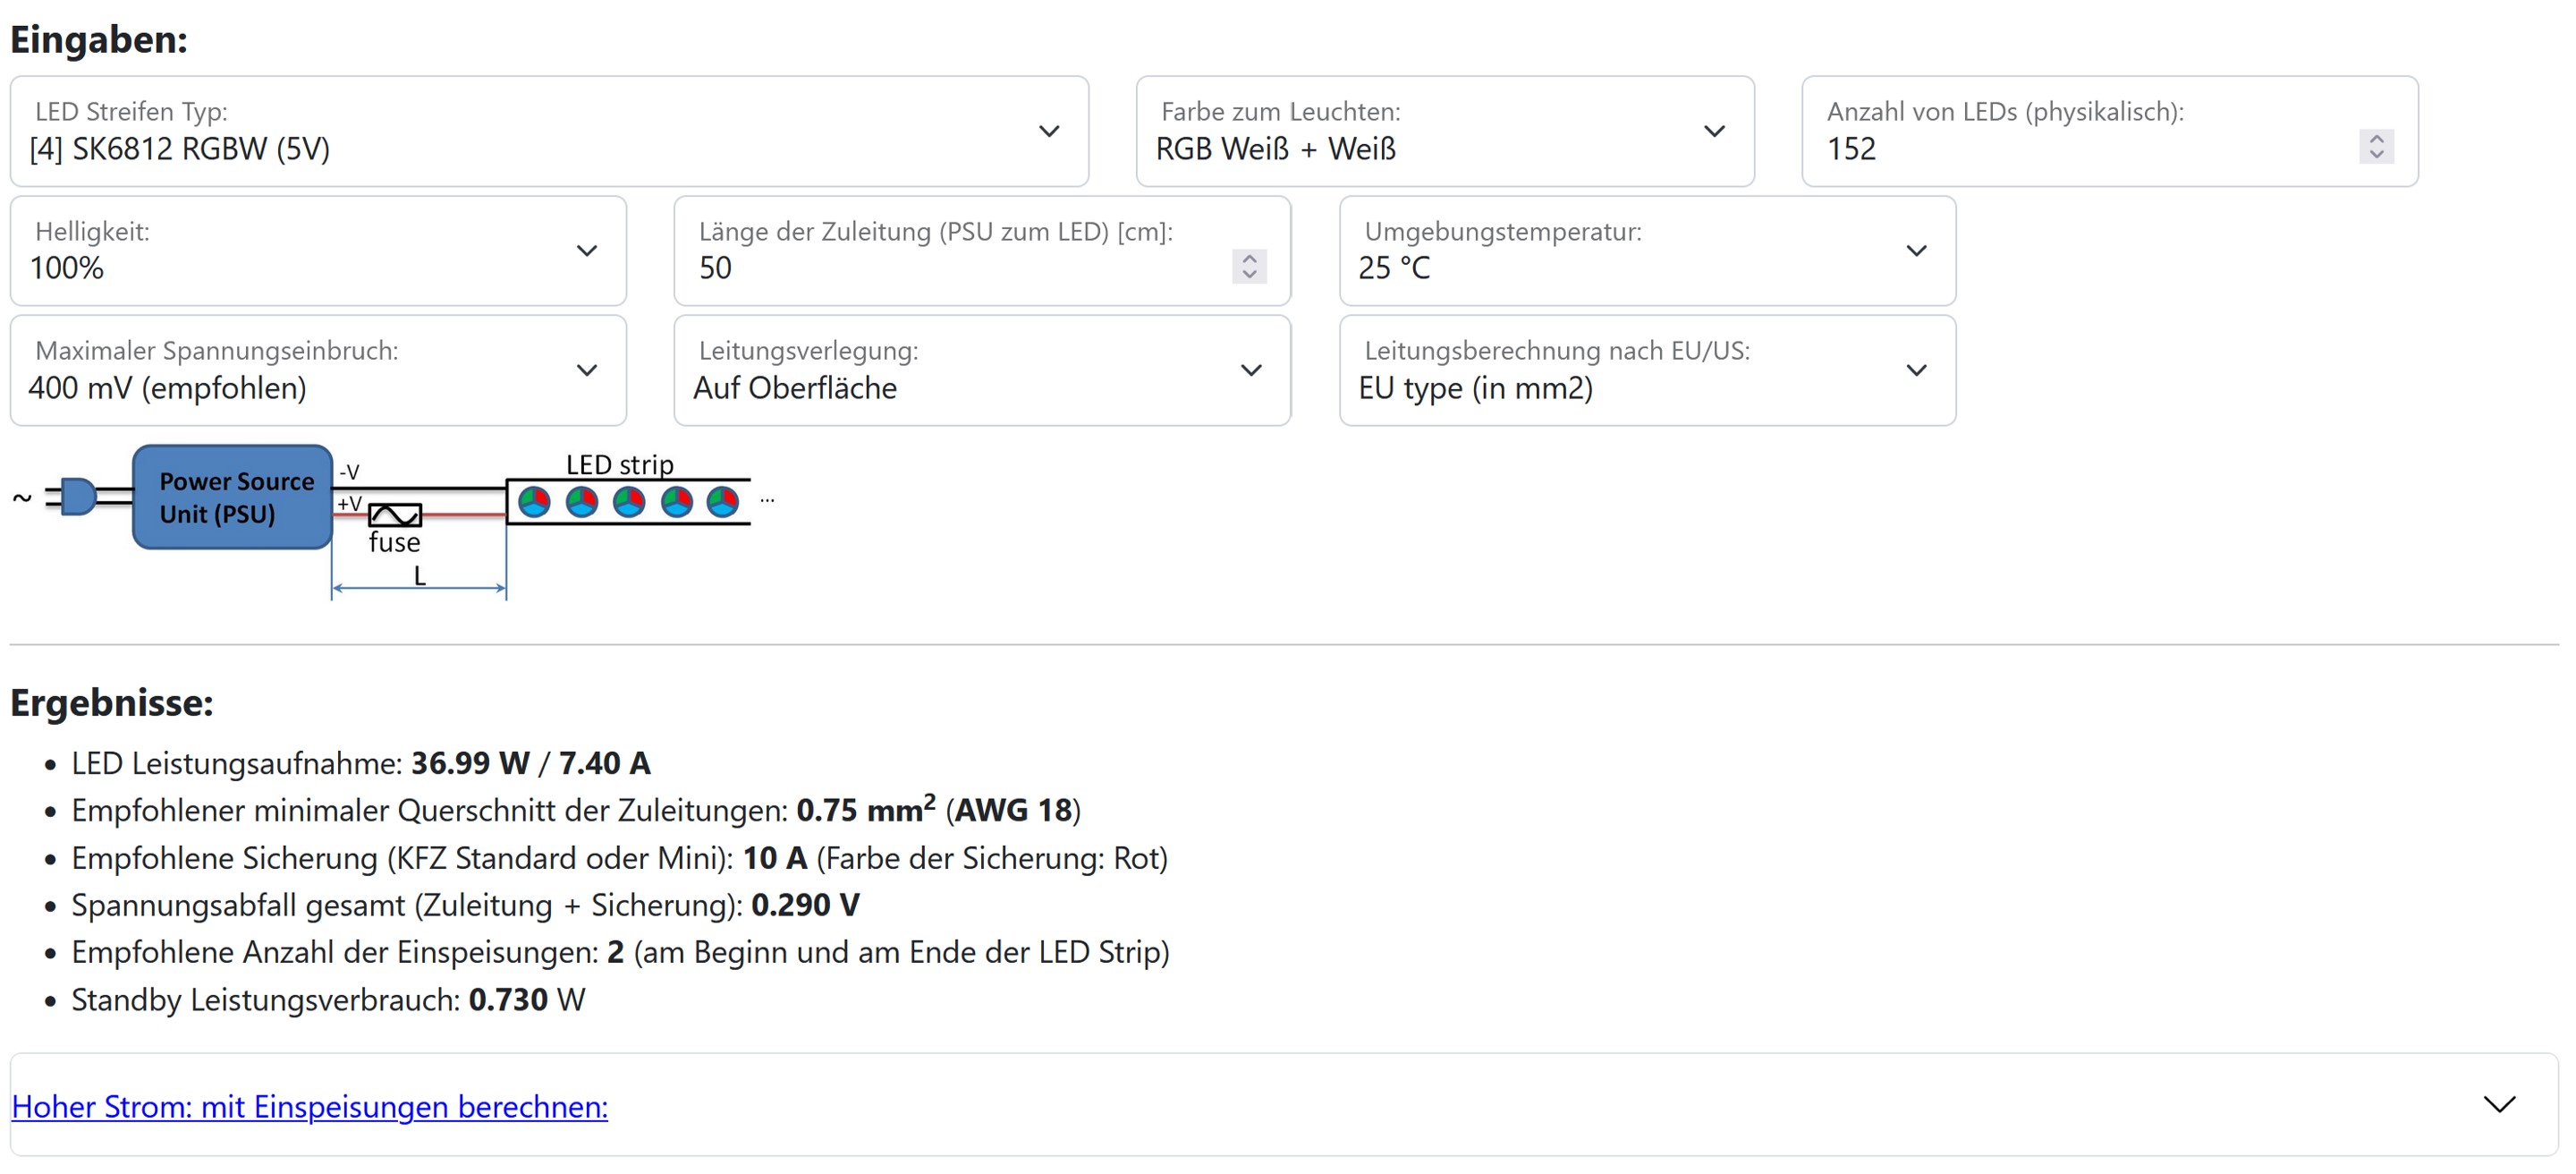 Eingaben:
LED Streifen Typ:
[4] SK6812 RGBW (5V)
Farbe zum Leuchten:
RGB Weiß + Weiß
Anzahl von LEDs (physikalisch):
152
Helligkeit:
100%
Länge der Zuleitung (PSU zum LED) [cm]:
50
Umgebungstemperatur:
25 °C
Maximaler Spannungseinbruch:
400 mV (empfohlen)
Leitungsverlegung:
Auf Oberfläche
Leitungsberechnung nach EU/US:
EU type (in mm2)
~
Power Source
Unit (PSU)
-V
+V
fuse
L
LED strip
...
Ergebnisse:
• LED Leistungsaufnahme: 36.99 W / 7.40 A
• Empfohlener minimaler Querschnitt der Zuleitungen: 0.75 mm² (AWG 18)
• Empfohlene Sicherung (KFZ Standard oder Mini): 10 A (Farbe der Sicherung: Rot)
• Spannungsabfall gesamt (Zuleitung + Sicherung): 0.290 V
• Empfohlene Anzahl der Einspeisungen: 2 (am Beginn und am Ende der LED Strip)
• Standby Leistungsverbrauch: 0.730 W
Hoher Strom: mit Einspeisungen berechnen: